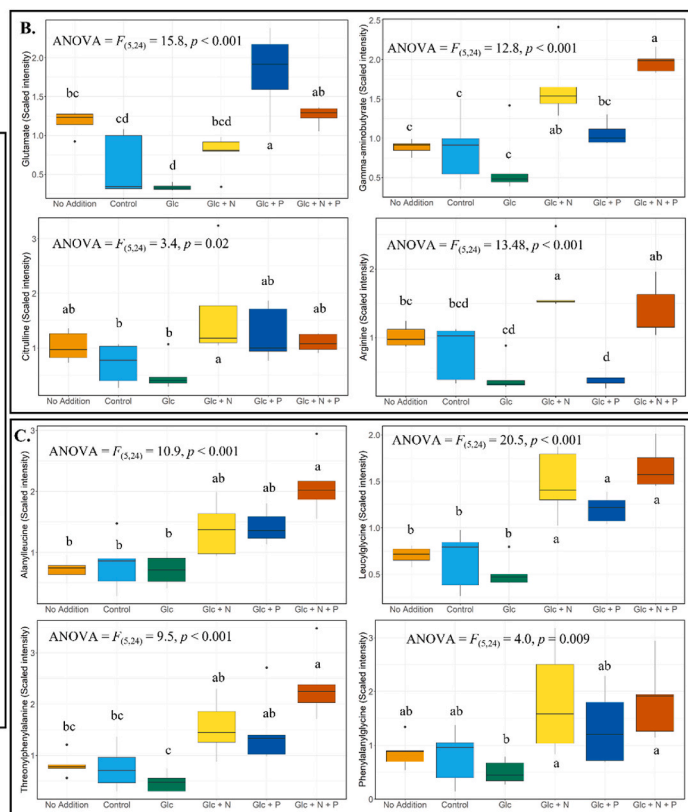 B.
ANOVA = F(5,24) = 15.8, p < 0.001
Glutamate (Scaled intensity)
2.0
1.5
1.0
0.5
bc
cd
d
bcd
a
ab
No Addition Control Glc Glc + N Glc + P Glc + N + P
ANOVA = F(5,24) = 12.8, p < 0.001
Gamma-aminobutyrate (Scaled intensity)
2.5
2.0
1.5
1.0
0.5
c
c
c
ab
bc
a
No Addition Control Glc Glc + N Glc + P Glc + N + P
ANOVA = F(5,24) = 3.4, p = 0.02
Citrulline (Scaled intensity)
3
2
1
ab
b
b
a
ab
ab
No Addition Control Glc Glc + N Glc + P Glc + N + P
ANOVA = F(5,24) = 13.48, p < 0.001
Arginine (Scaled intensity)
2
1
bc
bcd
cd
a
d
ab
No Addition Control Glc Glc + N Glc + P Glc + N + P
C.
ANOVA = F(5,24) = 10.9, p < 0.001
Alanylleucine (Scaled intensity)
3
2
1
b
b
b
ab
ab
a
No Addition Control Glc Glc + N Glc + P Glc + N + P
ANOVA = F(5,24) = 20.5, p < 0.001
Leucylglycine (Scaled intensity)
2.0
1.5
1.0
0.5
b
b
b
a
a
a
No Addition Control Glc Glc + N Glc + P Glc + N + P
ANOVA = F(5,24) = 9.5, p < 0.001
Threonylphenylalanine (Scaled intensity)
3
2
1
bc
bc
c
ab
ab
a
No Addition Control Glc Glc + N Glc + P Glc + N + P
ANOVA = F(5,24) = 4.0, p = 0.009
Phenylalanylglycine (Scaled intensity)
3
2
1
0
ab
ab
b
a
ab
a
No Addition Control Glc Glc + N Glc + P Glc + N + P